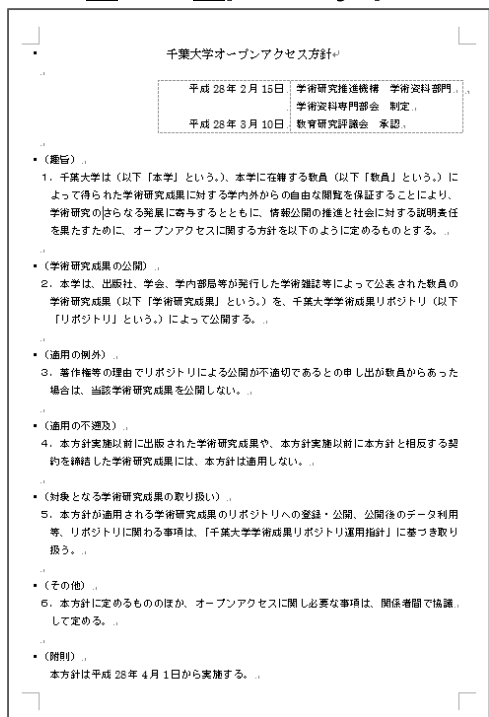 千葉大学オープンアクセス方針
平成 28 年 2 月 15 日 学術研究推進機構 学術資料部門
学術資料専門部会 制定
平成 28 年 3 月 10 日 教育研究評議会 承認
（趣旨）
1．千葉大学は（以下「本学」という。）、本学に在籍する教員（以下「教員」という。）に
よって得られた学術研究成果に対する学内外からの自由な閲覧を保証することにより、
学術研究のさらなる発展に寄与するとともに、情報公開の推進と社会に対する説明責任
を果たすために、オープンアクセスに関する方針を以下のように定めるものとする。
（学術研究成果の公開）
2．本学は、出版社、学会、学内部局等が発行した学術雑誌等によって公表された教員の
学術研究成果（以下「学術研究成果」という。）を、千葉大学学術成果リポジトリ（以下
「リポジトリ」という。）によって公開する。
（適用の例外）
3．著作権等の理由でリポジトリによる公開が不適切であるとの申し出が教員からあった
場合は、当該学術研究成果を公開しない。
（適用の不遡及）
4．本方針実施以前に出版された学術研究成果や、本方針実施以前に本方針と相反する契
約を締結した学術研究成果には、本方針は適用しない。
（対象となる学術研究成果の取り扱い）
5．本方針が適用される学術研究成果のリポジトリへの登録・公開、公開後のデータ利用
等、リポジトリに関わる事項は、「千葉大学学術成果リポジトリ運用指針」に基づき取り
扱う。
（その他）
6．本方針に定めるもののほか、オープンアクセスに関し必要な事項は、関係者間で協議
して定める。
（附則）
本方針は平成 28 年 4 月 1 日から実施する。